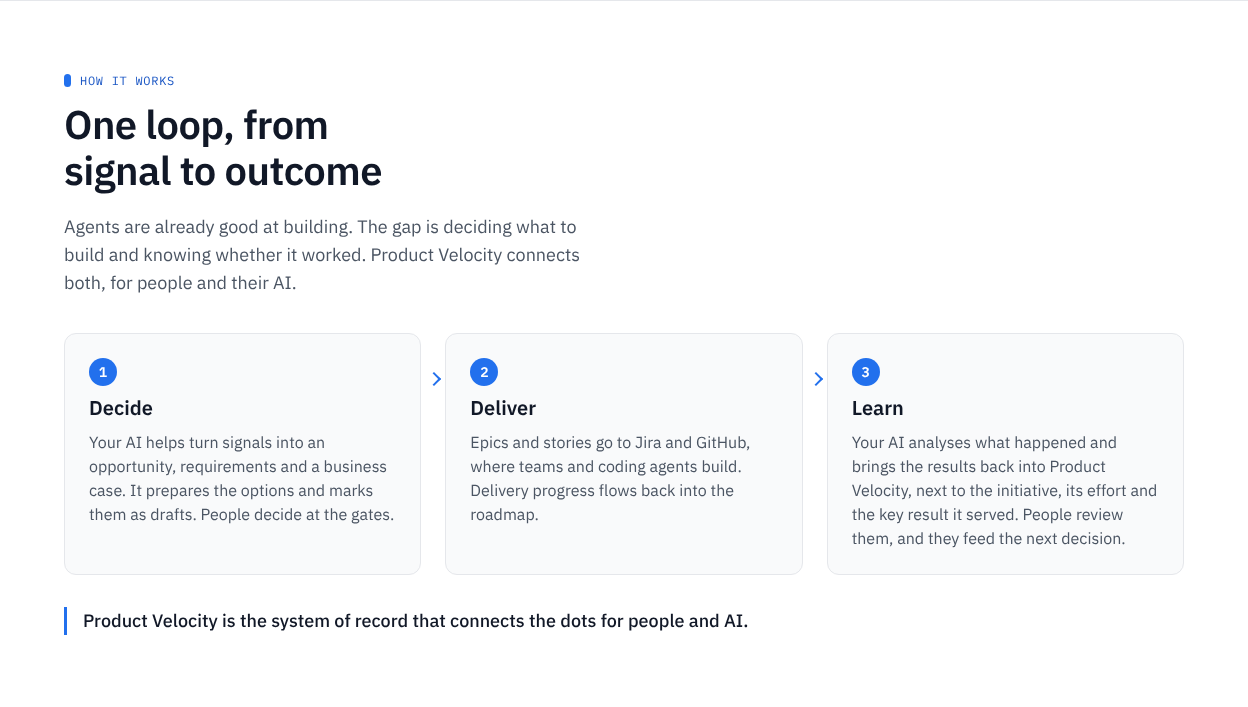 HOW IT WORKS
One loop, from
signal to outcome
Agents are already good at building. The gap is deciding what to
build and knowing whether it worked. Product Velocity connects
both, for people and their AI.
1
Decide
Your AI helps turn signals into an
opportunity, requirements and a business
case. It prepares the options and marks
them as drafts. People decide at the gates.
2
Deliver
Epics and stories go to Jira and GitHub,
where teams and coding agents build.
Delivery progress flows back into the
roadmap.
3
Learn
Your AI analyses what happened and
brings the results back into Product
Velocity, next to the initiative, its effort and
the key result it served. People review
them, and they feed the next decision.
Product Velocity is the system of record that connects the dots for people and AI.